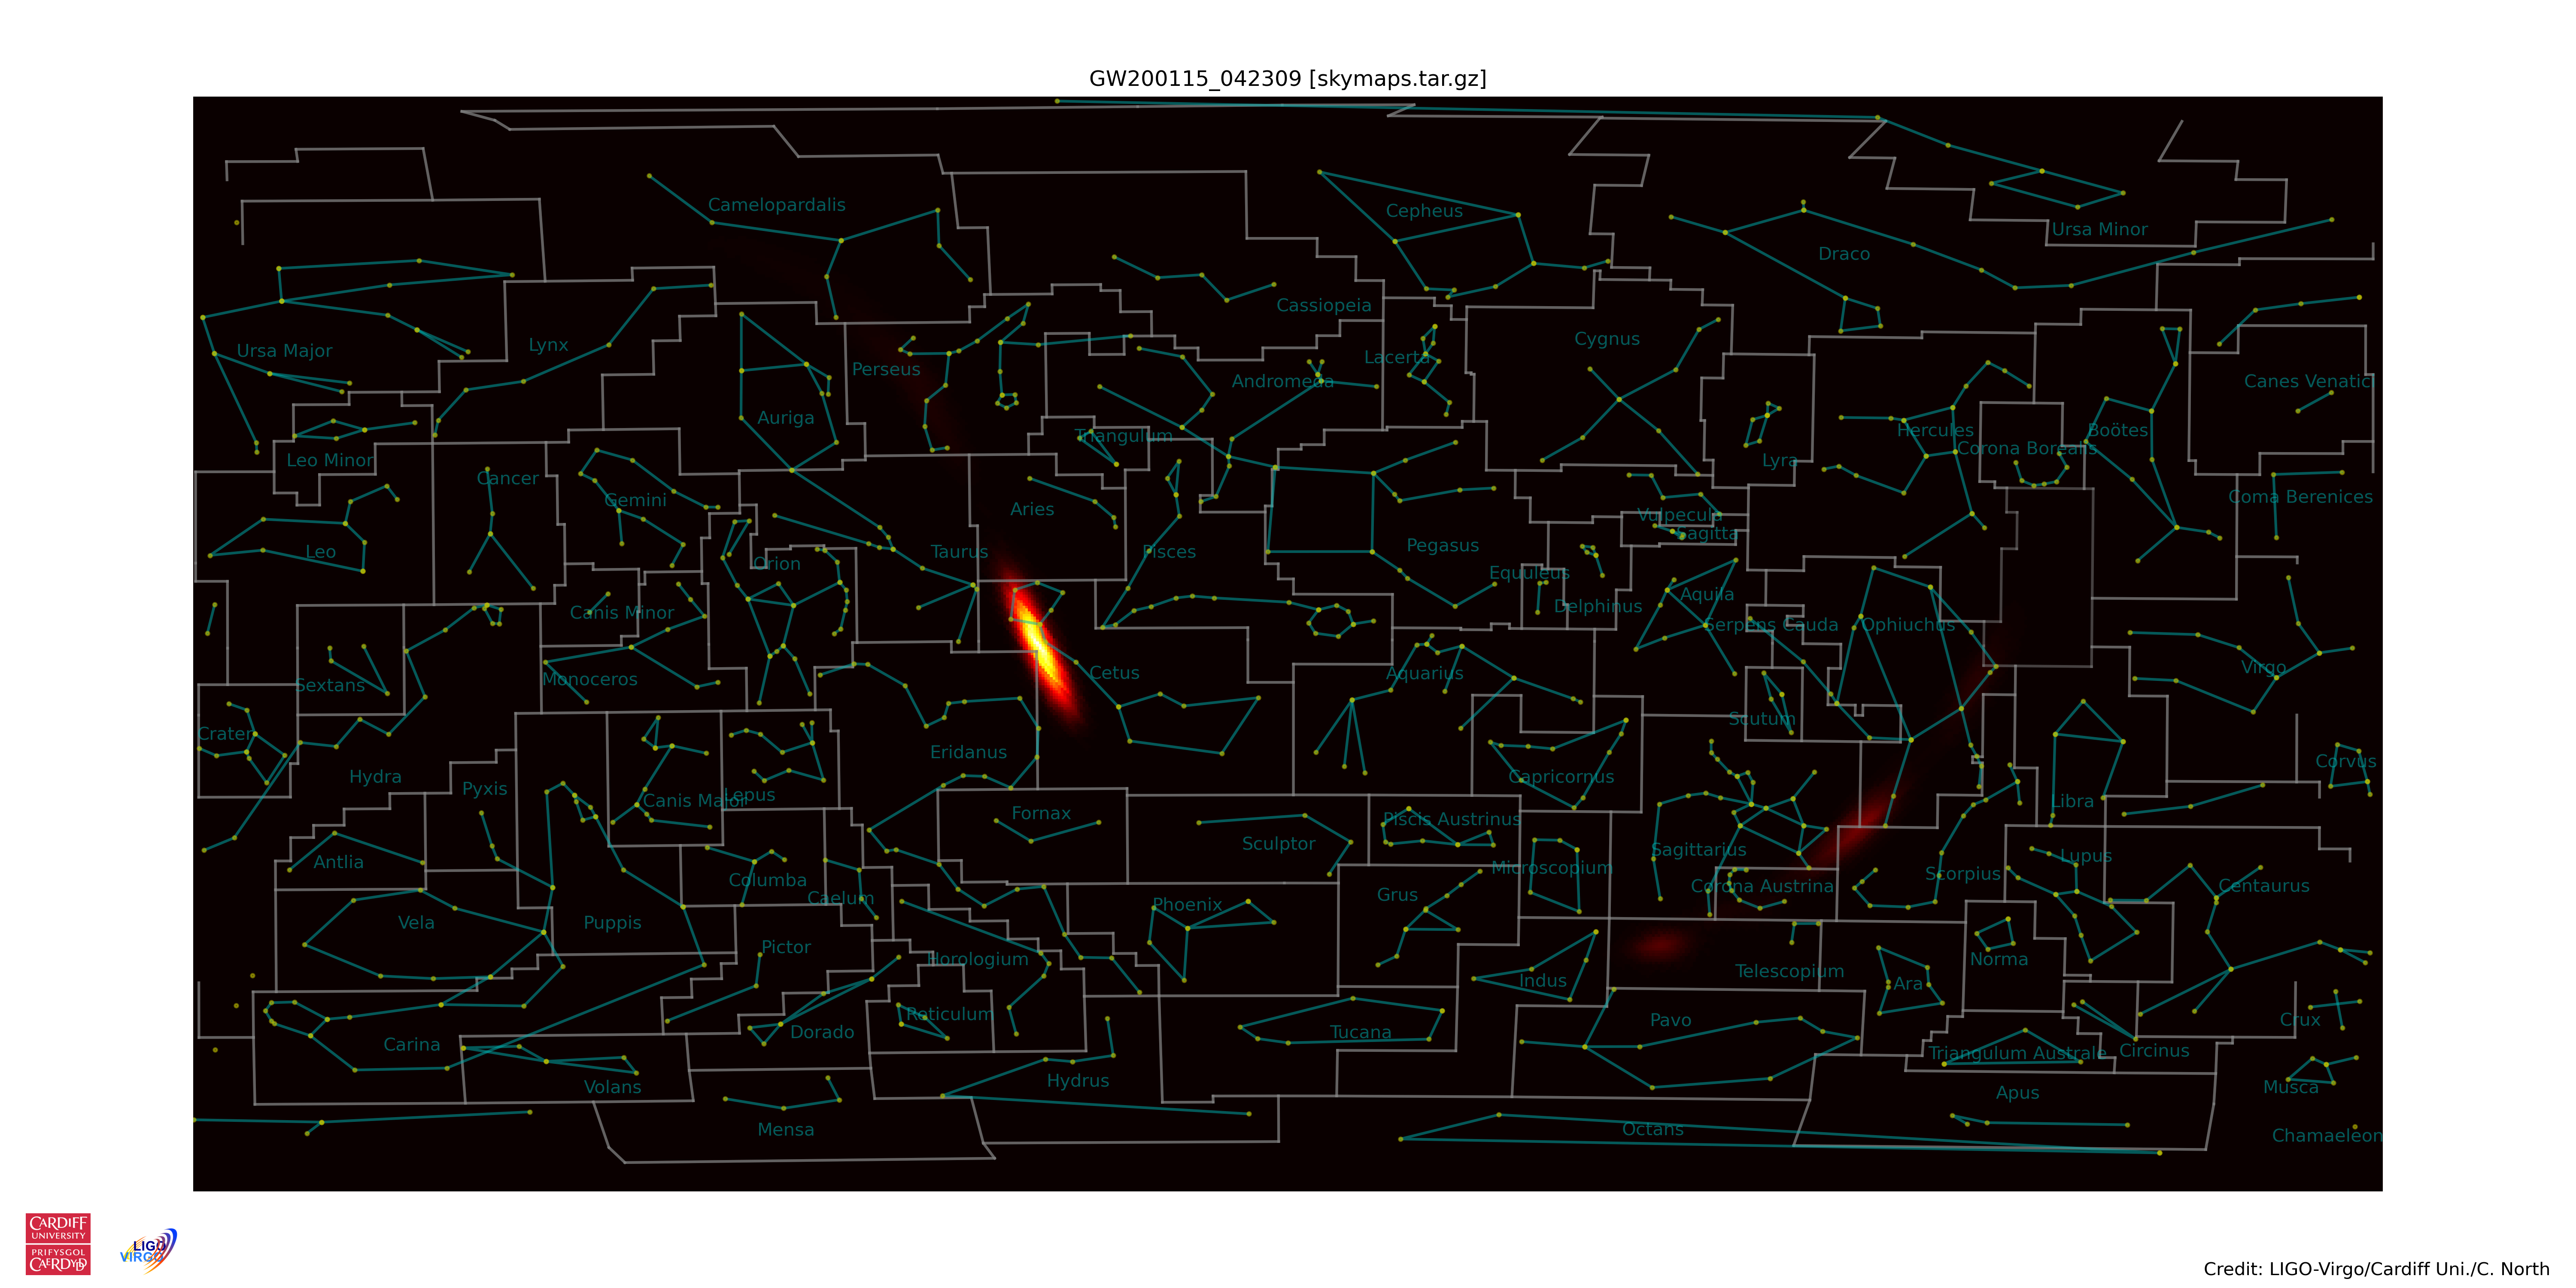 GW200115_042309 [skymaps.tar.gz]
Camelopardalis
Cepheus
Ursa Minor
Draco
Cassiopeia
Cygnus
Ursa Major
Lynx
Lacerta
Perseus
Andromeda
Canes Venatici
Auriga
Triangulum
Hercules
Boötes
Corona Borealis
Leo Minor
Lyra
Cancer
Gemini
Coma Berenices
Aries
Vulpecula
Sagitta
Leo
Taurus
Pisces
Pegasus
Orion
Equuleus
Aquila
Delphinus
Canis Minor
Serpens Cauda
Ophiuchus
Virgo
Cetus
Aquarius
Monoceros
Sextans
Scutum
Crater
Eridanus
Corvus
Hydra
Capricornus
Pyxis
Lepus
Canis Major
Libra
Fornax
Piscis Austrinus
Sculptor
Sagittarius
Lupus
Antlia
Microscopium
Scorpius
Columba
Corona Austrina
Centaurus
Grus
Caelum
Phoenix
Vela
Puppis
Pictor
Horologium
Norma
Telescopium
Indus
Ara
Reticulum
Pavo
Crux
Dorado
Tucana
Carina
Circinus
Triangulum Australe
Hydrus
Volans
Musca
Apus
Mensa
Octans
Chamaeleon
CARDIFF
UNIVERSITY
PRIFYSGOL
CAERDYDD
LIGO
VIRGO
Credit: LIGO-Virgo/Cardiff Uni./C. North